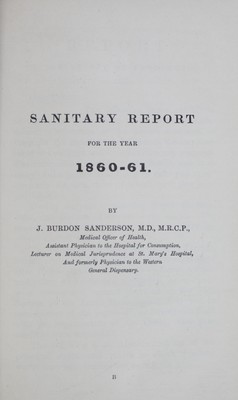 SANITARY REPORT
FOR THE YEAR
1860-61.
BY
J. BURDON SANDERSON, M.D., M.R.C.P.,
Medical Officer of Health,
Assistant Physician to the Hospital for Consumption,
Lecturer on Medical Jurisprudence at St. Mary's Hospital,
And formerly Physician to the Western
General Dispensary.
B